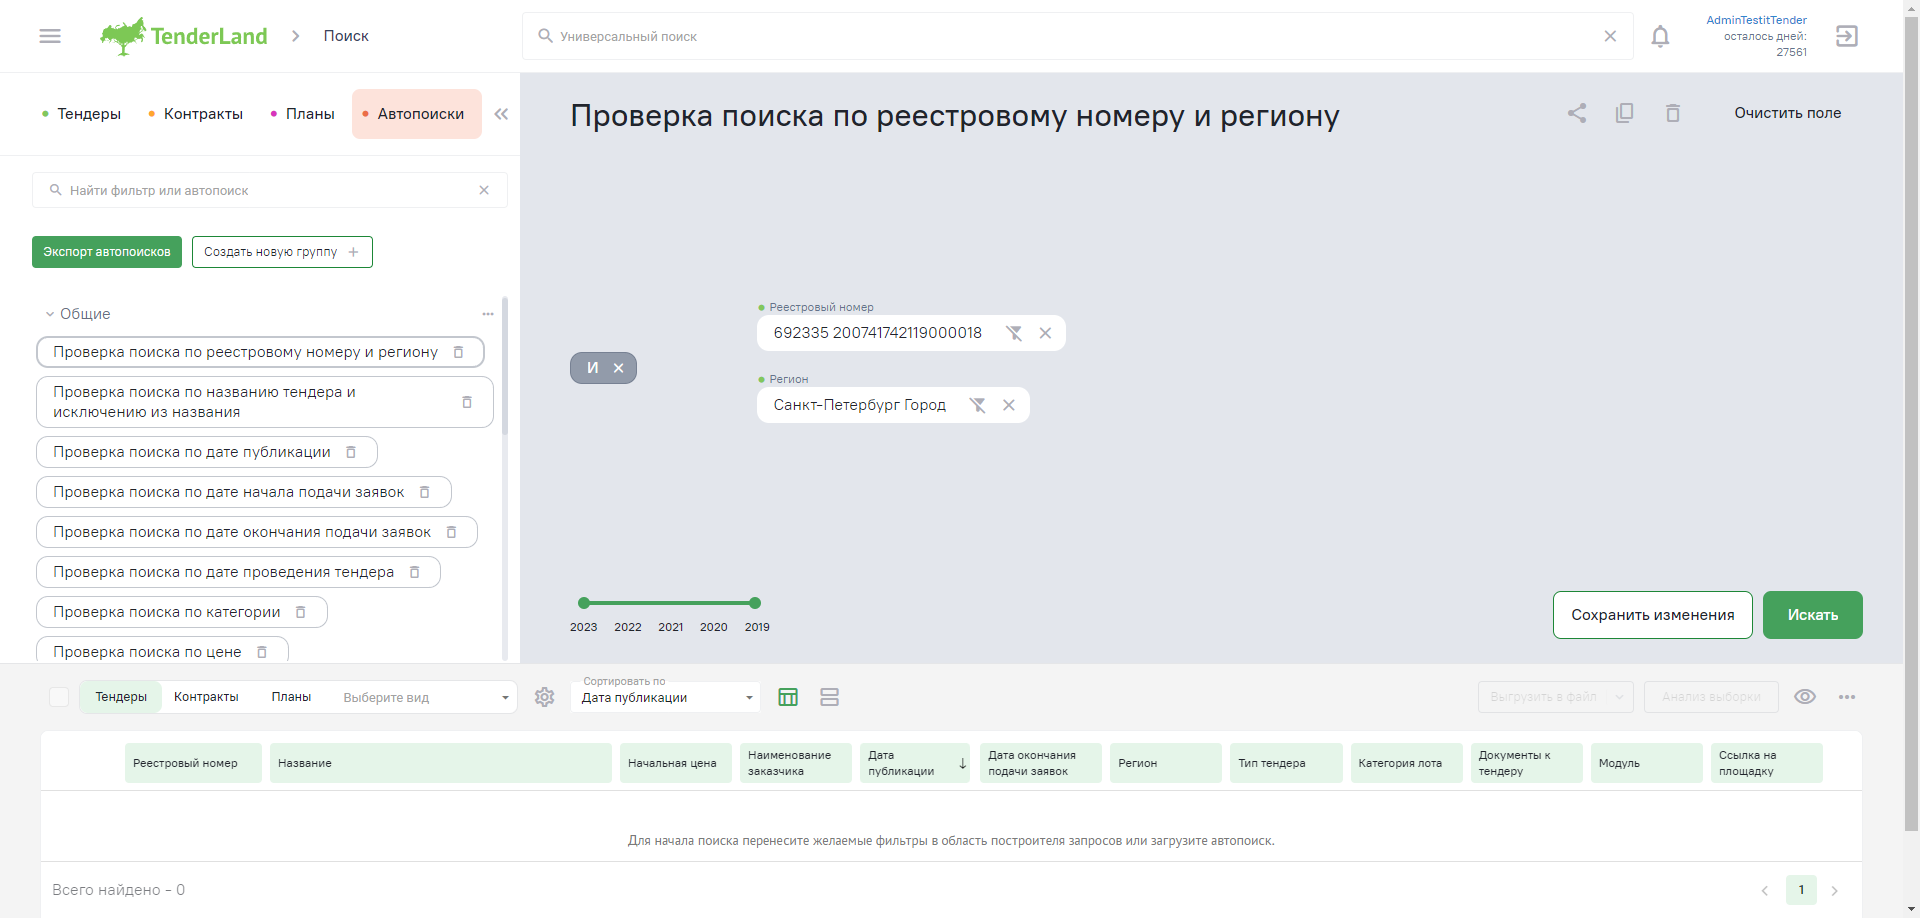 TenderLand
Поиск
Универсальный поиск
AdminTestitTender
осталось дней:
27561
Тендеры
Контракты
Планы
Автопоиски
Проверка поиска по реестровому номеру и региону
Очистить поле
Найти фильтр или автопоиск
Экспорт автопоисков
Создать новую группу
Общие
Проверка поиска по реестровому номеру и региону
Проверка поиска по названию тендера и
исключению из названия
Проверка поиска по дате публикации
Проверка поиска по дате начала подачи заявок
Проверка поиска по дате окончания подачи заявок
Проверка поиска по дате проведения тендера
Проверка поиска по категории
Проверка поиска по цене
Реестровый номер
692335 200741742119000018
И
Регион
Санкт-Петербург Город
2023 2022 2021 2020 2019
Сохранить изменения
Искать
Тендеры
Контракты
Планы
Выберите вид
Сортировать по
Дата публикации
Выгрузить в файл
Анализ выборки
Реестровый номер
Название
Начальная цена
Наименование
заказчика
Дата
публикации
Дата окончания
подачи заявок
Регион
Тип тендера
Категория лота
Документы к
тендеру
Модуль
Ссылка на
площадку
Для начала поиска перенесите желаемые фильтры в область построителя запросов или загрузите автопоиск.
Всего найдено - 0
1